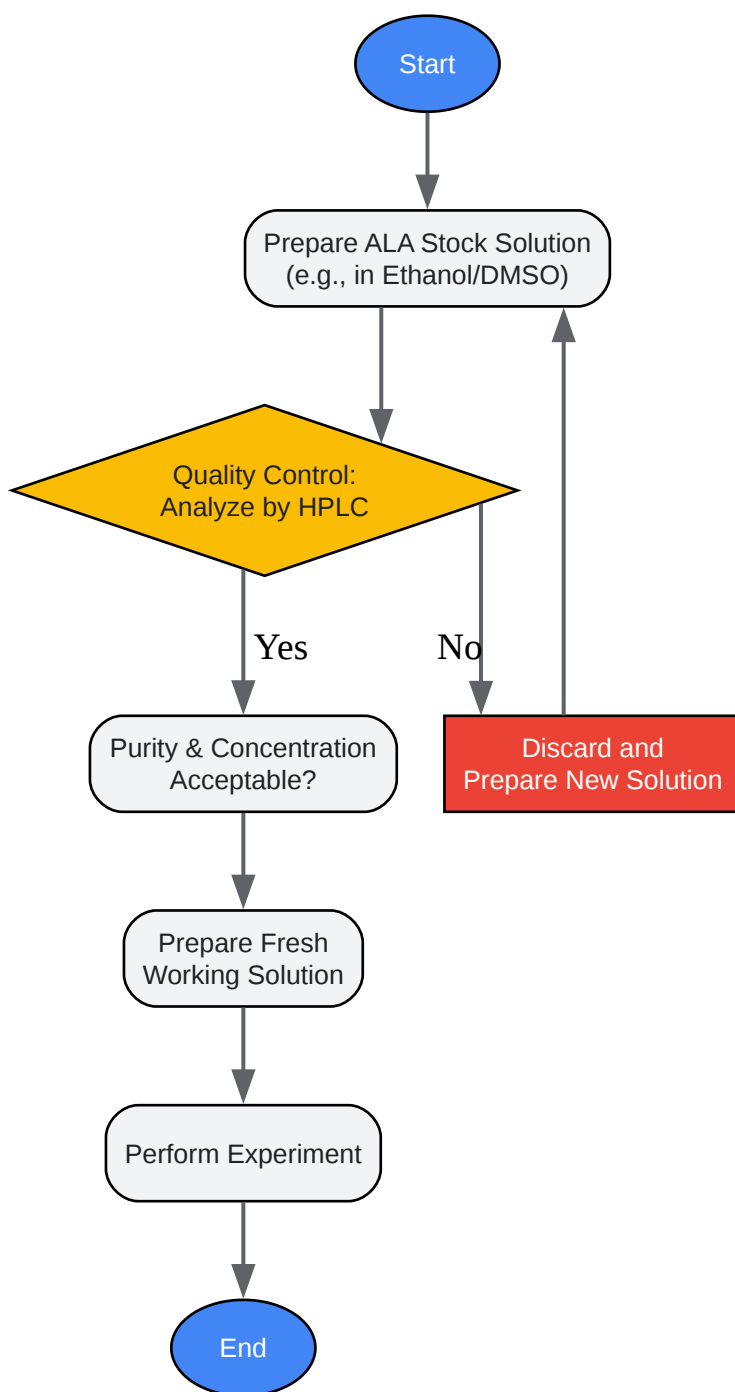 Start
Prepare ALA Stock Solution
(e.g., in Ethanol/DMSO)
Quality Control:
Analyze by HPLC
Yes
No
Purity & Concentration
Acceptable?
Discard and
Prepare New Solution
Prepare Fresh
Working Solution
Perform Experiment
End